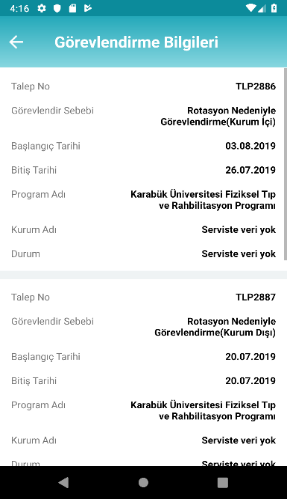 4:16
Görevlendirme Bilgileri
Talep No TLP2886
Görevlendir Sebebi Rotasyon Nedeniyle
Görevlendirme(Kurum İçi)
Başlangıç Tarihi 03.08.2019
Bitiş Tarihi 26.07.2019
Program Adı Karabük Üniversitesi Fiziksel Tıp
ve Rahbilitasyon Programı
Kurum Adı Serviste veri yok
Durum Serviste veri yok
Talep No TLP2887
Görevlendir Sebebi Rotasyon Nedeniyle
Görevlendirme(Kurum Dışı)
Başlangıç Tarihi 20.07.2019
Bitiş Tarihi 20.07.2019
Program Adı Karabük Üniversitesi Fiziksel Tıp
ve Rahbilitasyon Programı
Kurum Adı Serviste veri yok
Durum Serviste veri yok